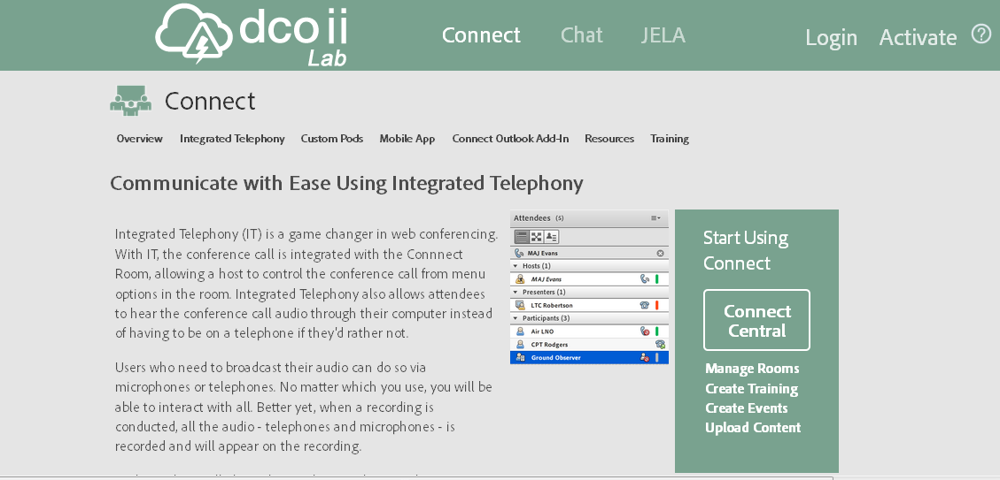 dco ii
Lab
Connect
Chat
JELA
Login
Activate
?
Connect
Overview
Integrated Telephony
Custom Pods
Mobile App
Connect Outlook Add-In
Resources
Training
Communicate with Ease Using Integrated Telephony
Integrated Telephony (IT) is a game changer in web conferencing.
With IT, the conference call is integrated with the Connnect
Room, allowing a host to control the conference call from menu
options in the room. Integrated Telephony also allows attendees
to hear the conference call audio through their computer instead
of having to be on a telephone if they'd rather not.
Users who need to broadcast their audio can do so via
microphones or telephones. No matter which you use, you will be
able to interact with all. Better yet, when a recording is
conducted, all the audio - telephones and microphones - is
recorded and will appear on the recording.
Attendees (5)
MAJ Evans
Hosts (1)
MAJ Evans
Presenters (1)
LTC Robertson
Participants (3)
Air LNO
CPT Rodgers
Ground Observer
Start Using
Connect
Connect
Central
Manage Rooms
Create Training
Create Events
Upload Content